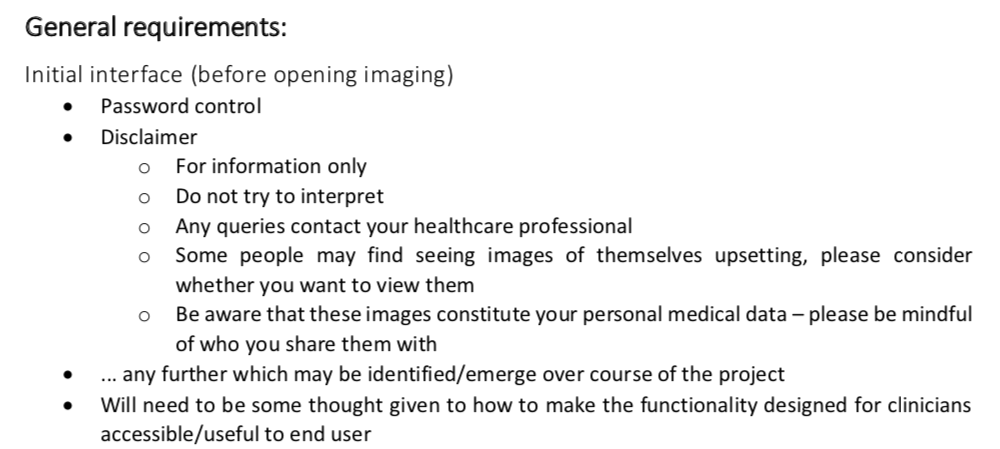 General requirements:
Initial interface (before opening imaging)
• Password control
• Disclaimer
o For information only
o Do not try to interpret
o Any queries contact your healthcare professional
o Some people may find seeing images of themselves upsetting, please consider
whether you want to view them
o Be aware that these images constitute your personal medical data – please be mindful
of who you share them with
• ... any further which may be identified/emerge over course of the project
• Will need to be some thought given to how to make the functionality designed for clinicians
accessible/useful to end user